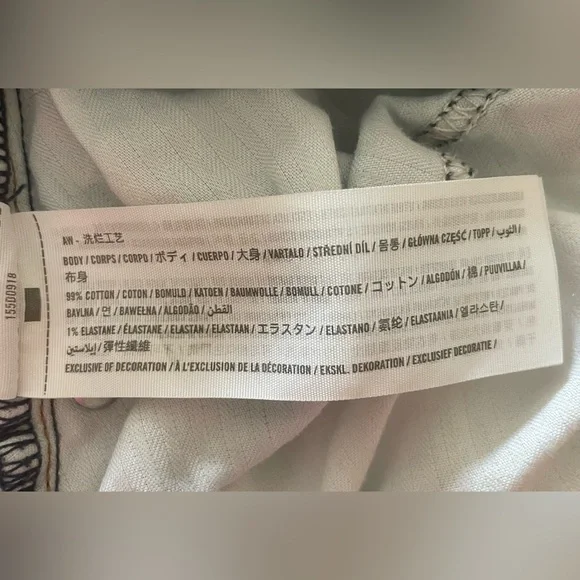 AW - 洗烂工艺
BODY / CORPS / CORPO / ボディ / CUERPO / 大身 / VARTALO / STŘEDNÍ DÍL / 몸통 / GŁÓWNA CZĘŚĆ / TOPP / الثوب /
布身
99% COTTON / COTON / BOMULD / KATOEN / BAUMWOLLE / BOMULL / COTONE / コットン / ALGODÓN / 綿 / PUUVILLAA /
BAVLNA / 면 / BAWEŁNA / ALGODÃO / القطن
1% ELASTANE / ÉLASTANE / ELASTAN / ELASTAAN / エラスタン / ELASTANO / 氨纶 / ELASTAANIA / 엘라스탄 /
إيلاستين / 彈性纖維
EXCLUSIVE OF DECORATION / À L'EXCLUSION DE LA DÉCORATION / EKSKL. DEKORATION / EXCLUSIEF DECORATIE /
15500918